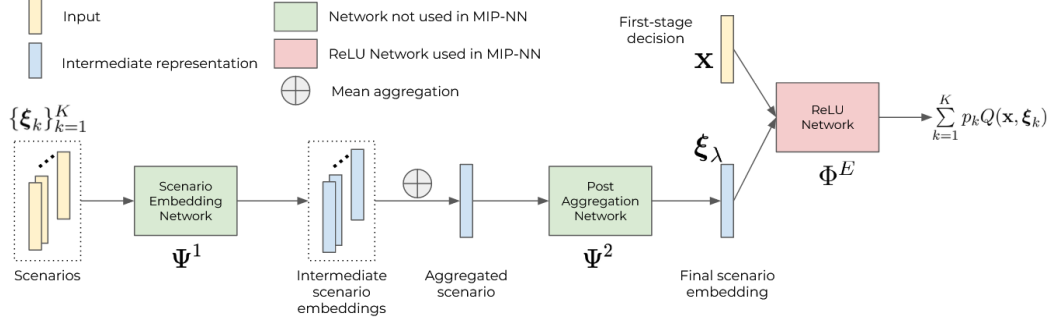 Input
Intermediate representation
Network not used in MIP-NN
ReLU Network used in MIP-NN
Mean aggregation
First-stage
decision
x
ReLU
Network
Φ^E
∑_{k=1}^{K} p_k Q(x, ξ_k)
{ξ_k}_{k=1}^K
Scenarios
Scenario
Embedding
Network
Ψ^1
Intermediate
scenario
embeddings
Aggregated
scenario
Post
Aggregation
Network
Ψ^2
ξ_λ
Final scenario
embedding